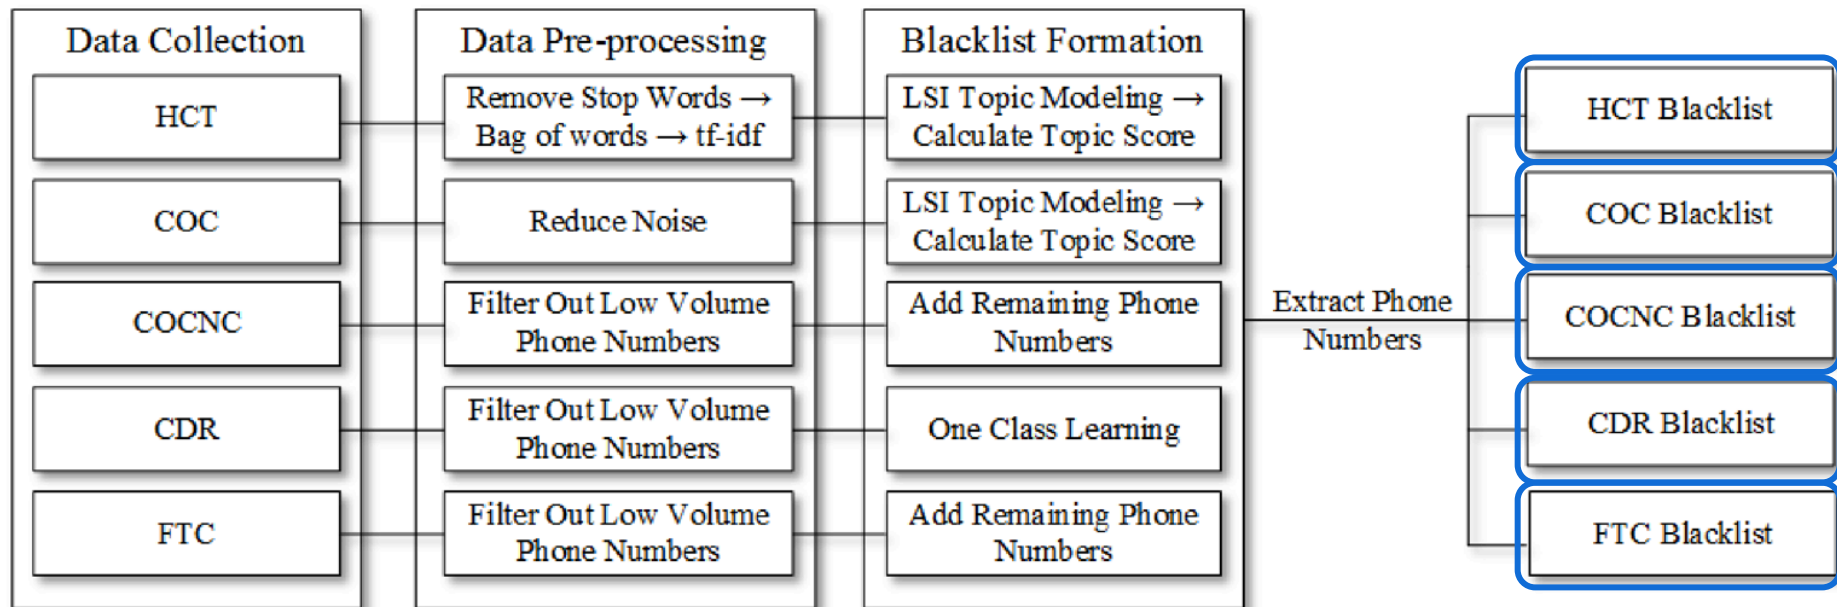 Data Collection
HCT
COC
COCNC
CDR
FTC
Data Pre-processing
Remove Stop Words →
Bag of words → tf-idf
Reduce Noise
Filter Out Low Volume
Phone Numbers
Filter Out Low Volume
Phone Numbers
Filter Out Low Volume
Phone Numbers
Blacklist Formation
LSI Topic Modeling →
Calculate Topic Score
LSI Topic Modeling →
Calculate Topic Score
Add Remaining Phone
Numbers
One Class Learning
Add Remaining Phone
Numbers
Extract Phone
Numbers
HCT Blacklist
COC Blacklist
COCNC Blacklist
CDR Blacklist
FTC Blacklist